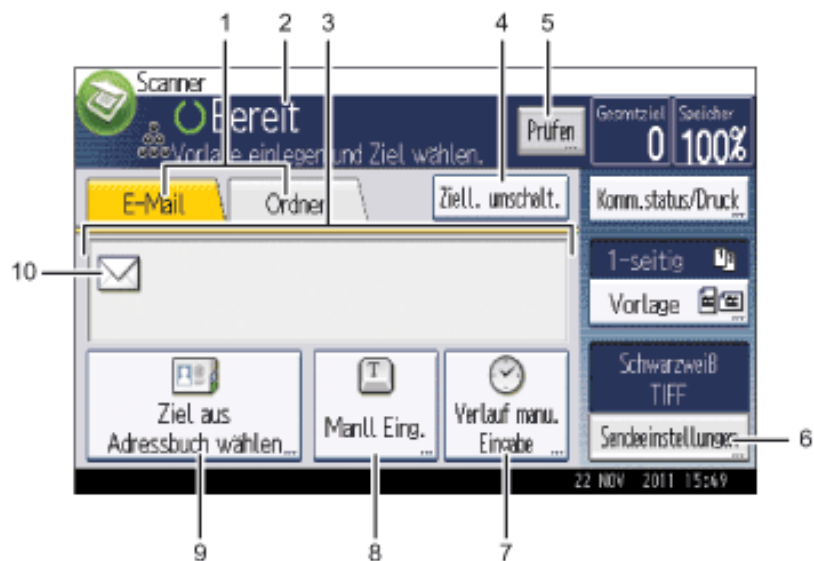 1 2 3 4 5
Scanner
Bereit
Vorlage einlegen und Ziel wählen.
Prüfen
Gesmtziel
0
Speicher
100%
E-Mail
Ordner
Ziell. umschalt.
Komm.status/Druck
10
1-seitig
Vorlage
Ziel aus
Adressbuch wählen
Manll Eing.
Verlauf manu.
Eingabe
Schwarzweiß
TIFF
Sendeeinstellungen
6
22 NOV 2011 15:49
9 8 7